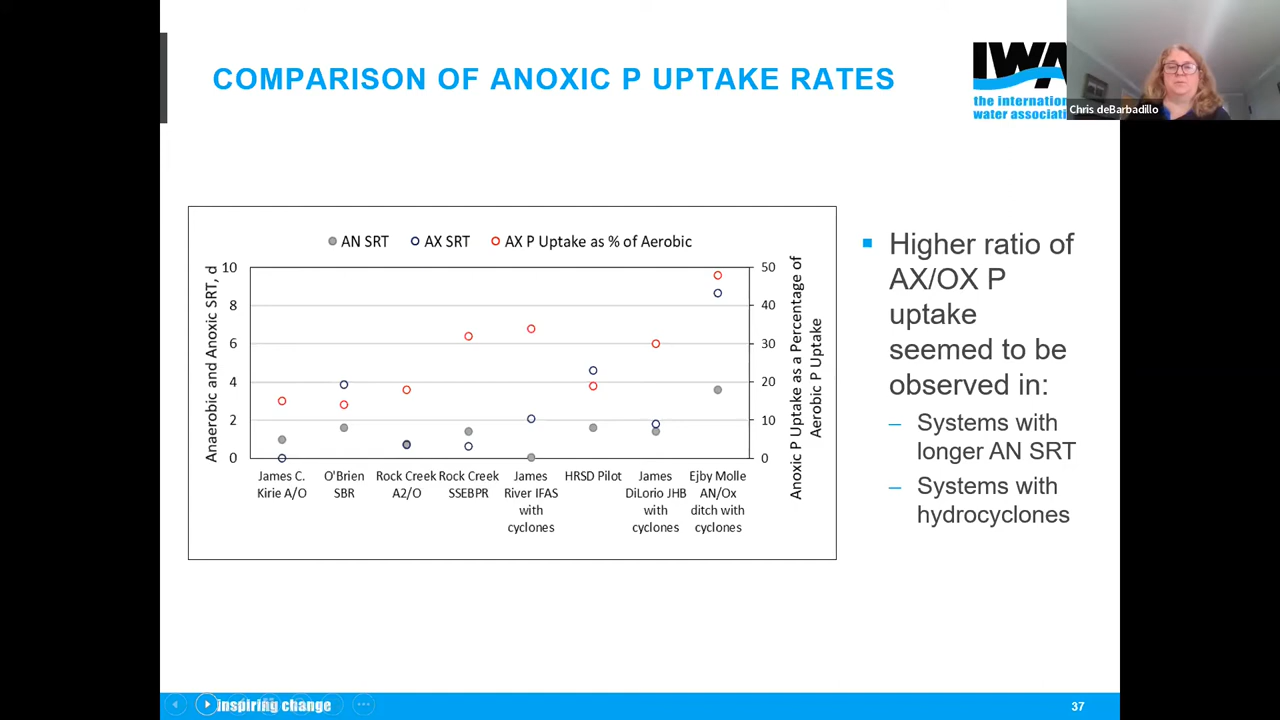 COMPARISON OF ANOXIC P UPTAKE RATES
IWA
the internation
water associati
Chris deBarbadillo
AN SRT
AX SRT
AX P Uptake as % of Aerobic
Anaerobic and Anoxic SRT, d
10
8
6
4
2
0
50
40
30
20
10
0
Anoxic P Uptake as a Percentage of
Aerobic P Uptake
James C.
Kirie A/O
O'Brien
SBR
Rock Creek
A2/O
Rock Creek
SSEBPR
James
River IFAS
with
cyclones
HRSD Pilot
James
DiLorio JHB
with
cyclones
Ejby Molle
AN/Ox
ditch with
cyclones
Higher ratio of
AX/OX P
uptake
seemed to be
observed in:
– Systems with
longer AN SRT
– Systems with
hydrocyclones
inspiring change
37